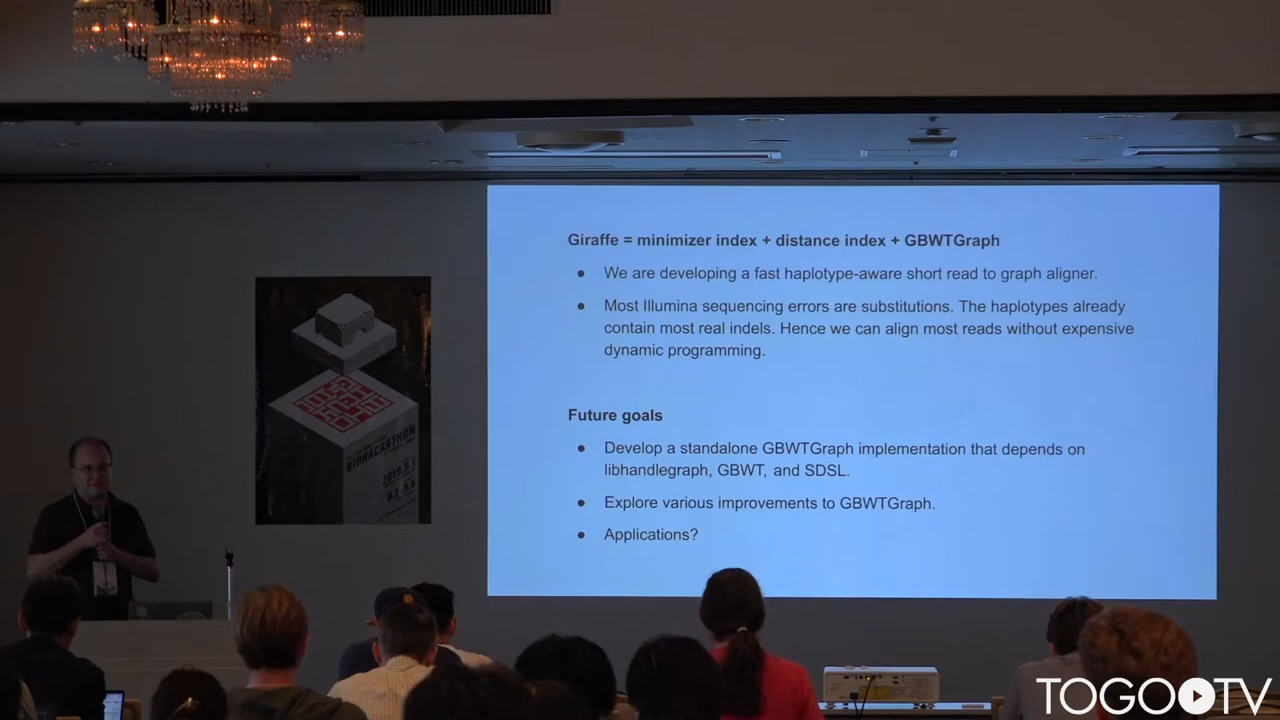 Giraffe = minimizer index + distance index + GBWTGraph
● We are developing a fast haplotype-aware short read to graph aligner.
● Most Illumina sequencing errors are substitutions. The haplotypes already
contain most real indels. Hence we can align most reads without expensive
dynamic programming.
Future goals
● Develop a standalone GBWTGraph implementation that depends on
libhandlegraph, GBWT, and SDSL.
● Explore various improvements to GBWTGraph.
● Applications?
BIOHACKATHON
TOGOTV